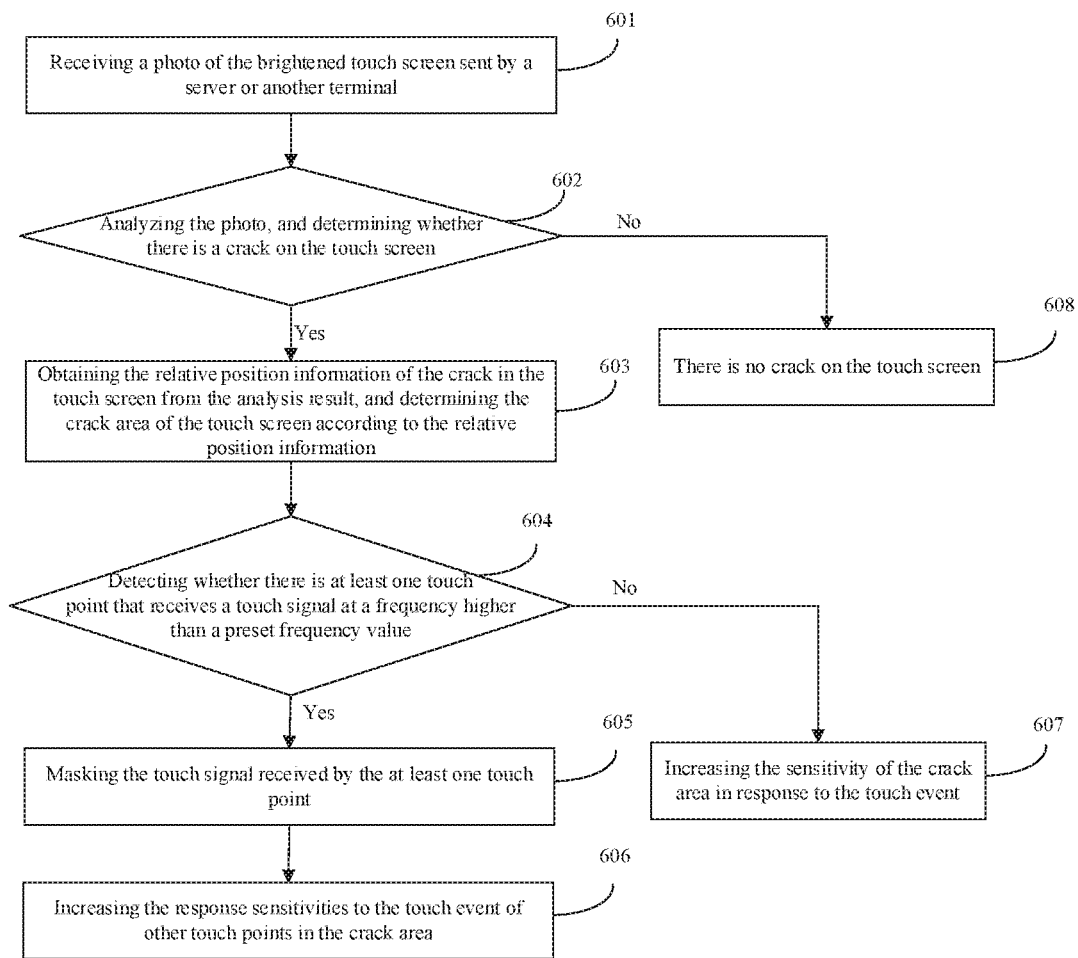 601
Receiving a photo of the brightened touch screen sent by a
server or another terminal
602
Analyzing the photo, and determining whether
there is a crack on the touch screen
No
Yes
608
There is no crack on the touch screen
603
Obtaining the relative position information of the crack in the
touch screen from the analysis result, and determining the
crack area of the touch screen according to the relative
position information
604
Detecting whether there is at least one touch
point that receives a touch signal at a frequency higher
than a preset frequency value
No
Yes
605
Masking the touch signal received by the at least one touch
point
607
Increasing the sensitivity of the crack
area in response to the touch event
606
Increasing the response sensitivities to the touch event of
other touch points in the crack area